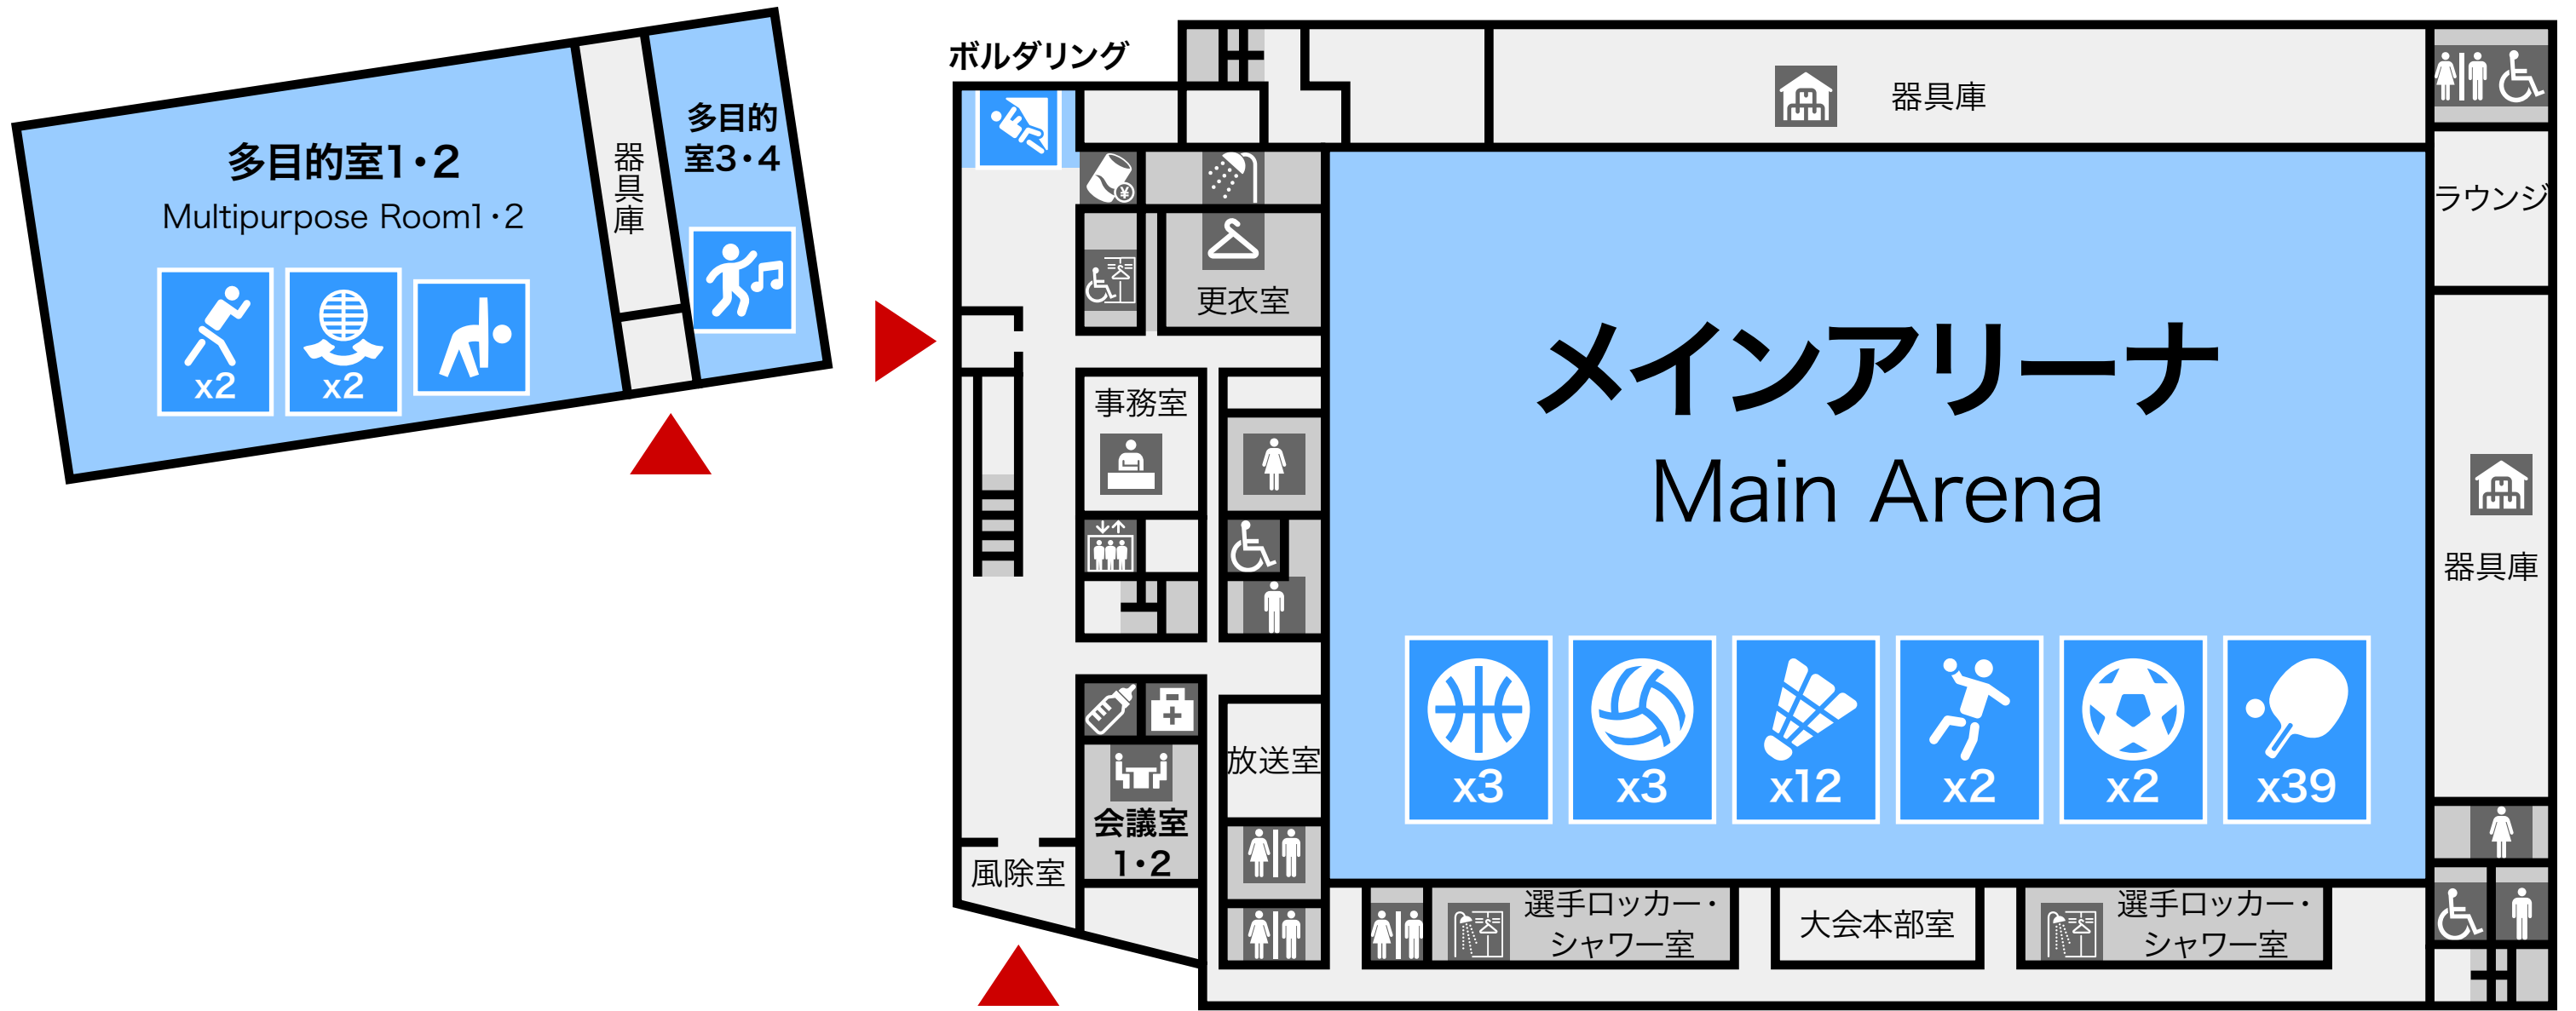 多目的室1・2
Multipurpose Room1・2
x2
x2
器具庫
多目的
室3・4
ボルダリング
¥
更衣室
事務室
会議室
1・2
風除室
放送室
器具庫
メインアリーナ
Main Arena
x3
x3
x12
x2
x2
x39
ラウンジ
器具庫
選手ロッカー・
シャワー室
大会本部室
選手ロッカー・
シャワー室